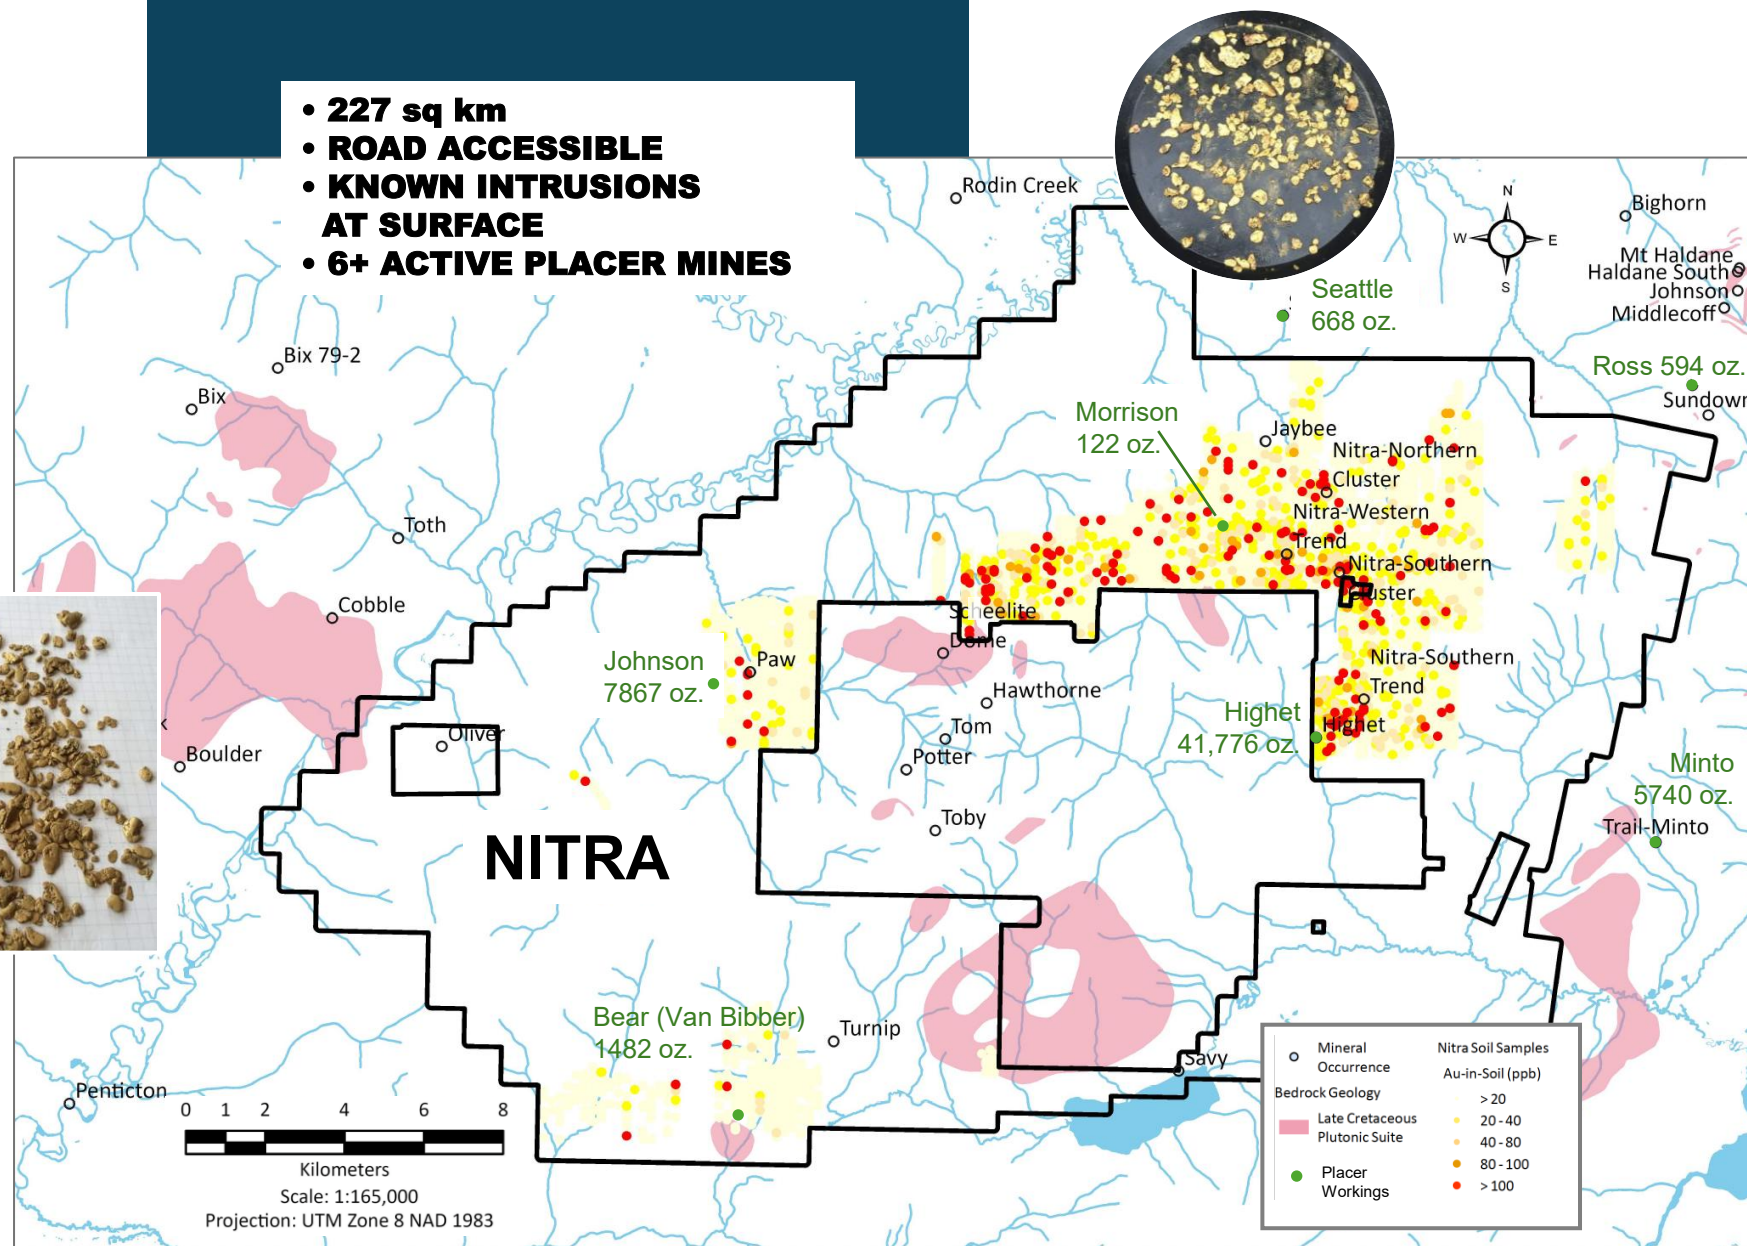 • 227 sq km
• ROAD ACCESSIBLE
• KNOWN INTRUSIONS
AT SURFACE
• 6+ ACTIVE PLACER MINES
Rodin Creek
N
W
E
S
Bighorn
Mt Haldane
Haldane South
Johnson
Middlecoff
Seattle
668 oz.
Bix 79-2
Bix
Ross 594 oz.
Sundown
Morrison
122 oz.
Jaybee
Nitra-Northern
Cluster
Nitra-Western
Trend
Nitra-Southern
Cluster
Toth
Cobble
Scheelite
Dome
Johnson
7867 oz.
Paw
Nitra-Southern
Trend
Hawthorne
Highet
41,776 oz.
Highet
Tom
Potter
Oliver
k
Boulder
Minto
5740 oz.
Trail-Minto
Toby
NITRA
Bear (Van Bibber)
1482 oz.
Turnip
Savy
Penticton
0 1 2 4 6 8
Kilometers
Scale: 1:165,000
Projection: UTM Zone 8 NAD 1983
Mineral
Occurrence
Bedrock Geology
Late Cretaceous
Plutonic Suite
Placer
Workings
Nitra Soil Samples
Au-in-Soil (ppb)
> 20
20 - 40
40 - 80
80 - 100
> 100